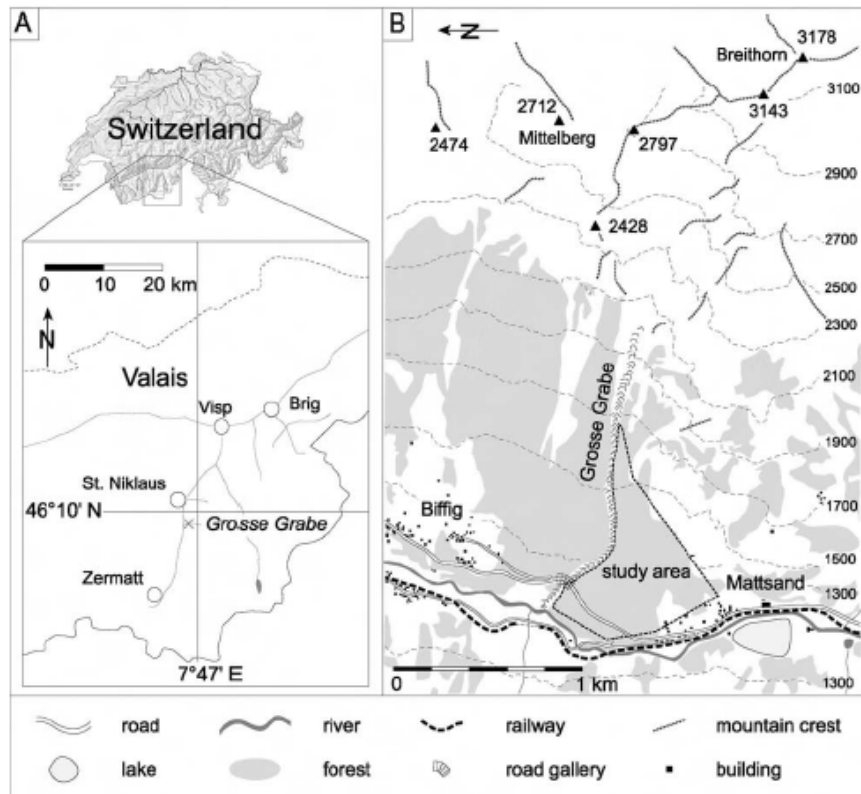 A
Switzerland
0 10 20 km
N
Valais
Visp
Brig
St. Niklaus
46°10' N
Grosse Grabe
Zermatt
7°47' E
B
N
3178
Breithorn
3100
2712
3143
2474
Mittelberg
2797
2900
2428
2700
2500
2300
Grosse Grabe
2100
1900
Biffig
1700
1500
study area
Mattsand
1300
0 1 km
1300
road
river
railway
mountain crest
lake
forest
road gallery
building